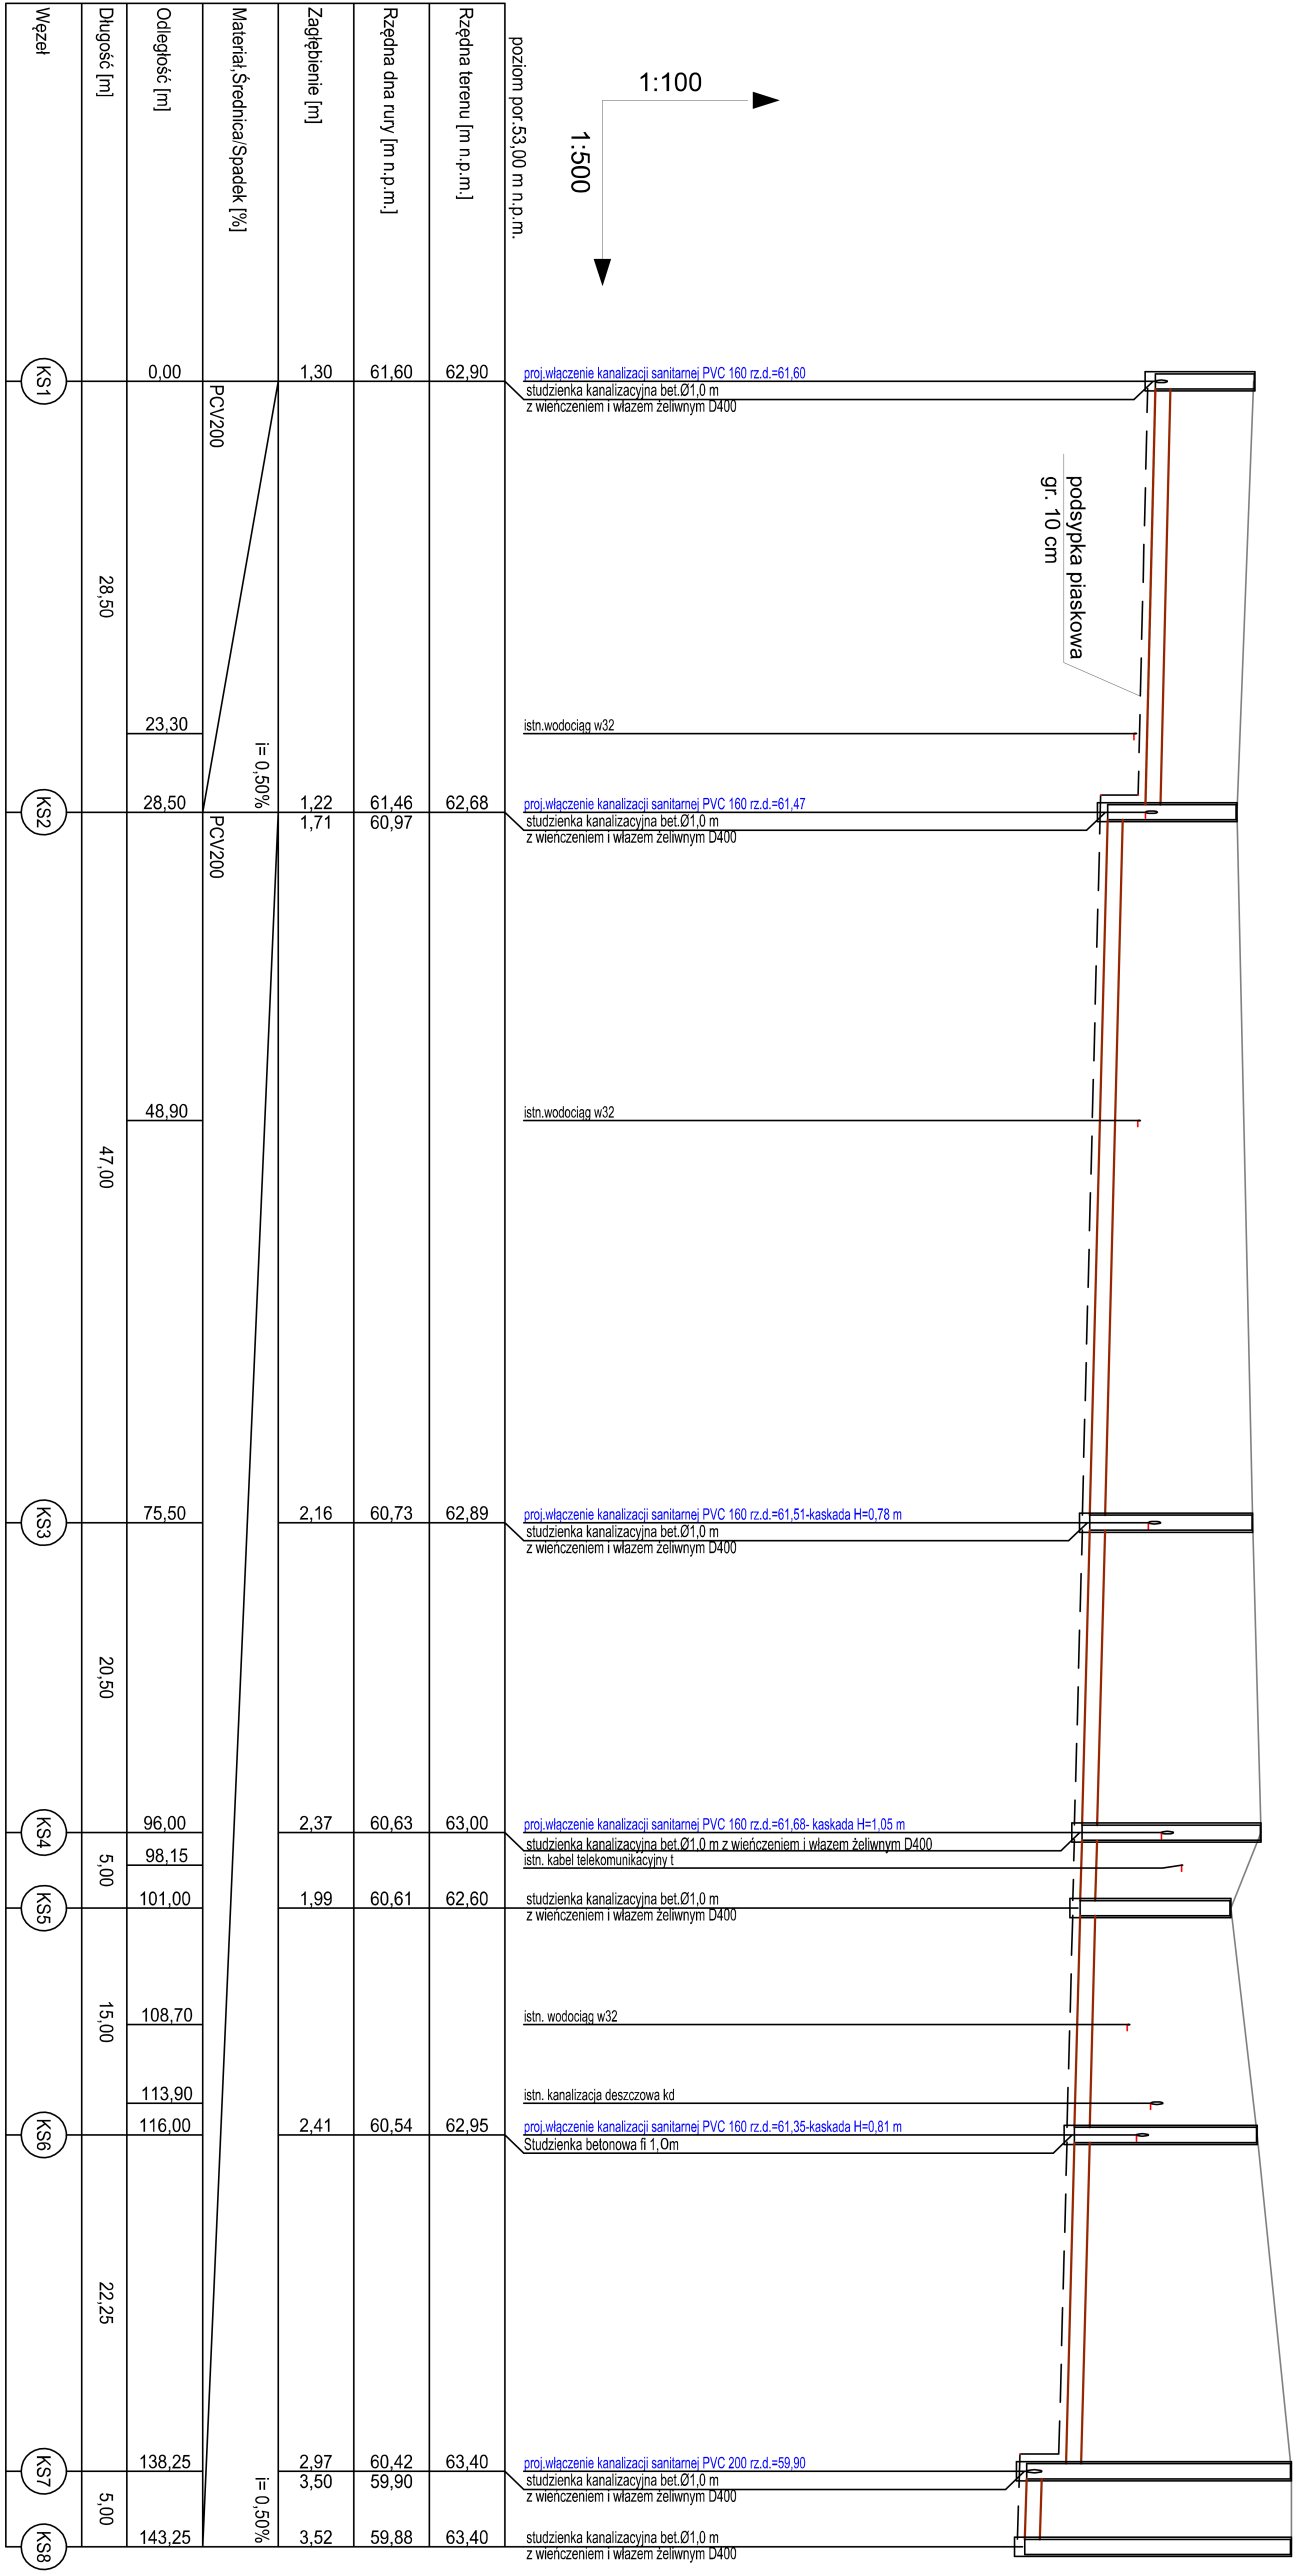 1:100
1:500
poziom por.53,00 m n.p.m.
Rzędna terenu [m n.p.m.]
Rzędna dna rury [m n.p.m.]
Zagłębienie [m]
Materiał,Średnica/Spadek [%]
Odległość [m]
Długość [m]
Węzeł
podsypka piaskowa
gr. 10 cm
0,00
1,30
61,60
62,90
proj.włączenie kanalizacji sanitarnej PVC 160 rz.d.=61,60
studzienka kanalizacyjna bet.Ø1,0 m
z wieńczeniem i włazem żeliwnym D400
KS1
PCV200
28,50
23,30
istn.wodociąg w32
i= 0,50%
28,50
1,22
61,46
62,68
1,71
60,97
proj.włączenie kanalizacji sanitarnej PVC 160 rz.d.=61,47
studzienka kanalizacyjna bet.Ø1,0 m
z wieńczeniem i włazem żeliwnym D400
KS2
PCV200
48,90
istn.wodociąg w32
47,00
75,50
2,16
60,73
62,89
proj.włączenie kanalizacji sanitarnej PVC 160 rz.d.=61,51-kaskada H=0,78 m
studzienka kanalizacyjna bet.Ø1,0 m
z wieńczeniem i włazem żeliwnym D400
KS3
20,50
96,00
2,37
60,63
63,00
proj.włączenie kanalizacji sanitarnej PVC 160 rz.d.=61,68- kaskada H=1,05 m
studzienka kanalizacyjna bet.Ø1,0 m z wieńczeniem i włazem żeliwnym D400
KS4
98,15
istn. kabel telekomunikacyjny t
5,00
101,00
1,99
60,61
62,60
studzienka kanalizacyjna bet.Ø1,0 m
z wieńczeniem i włazem żeliwnym D400
KS5
108,70
istn. wodociąg w32
15,00
113,90
istn. kanalizacja deszczowa kd
116,00
2,41
60,54
62,95
proj.włączenie kanalizacji sanitarnej PVC 160 rz.d.=61,35-kaskada H=0,81 m
Studzienka betonowa fi 1,Om
KS6
22,25
138,25
2,97
60,42
63,40
3,50
59,90
proj.włączenie kanalizacji sanitarnej PVC 200 rz.d.=59,90
studzienka kanalizacyjna bet.Ø1,0 m
z wieńczeniem i włazem żeliwnym D400
KS7
5,00
i= 0,50%
143,25
3,52
59,88
63,40
studzienka kanalizacyjna bet.Ø1,0 m
z wieńczeniem i włazem żeliwnym D400
KS8